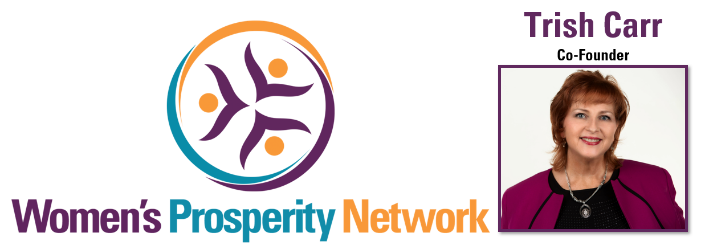 Trish Carr
Co-Founder
Women's Prosperity Network